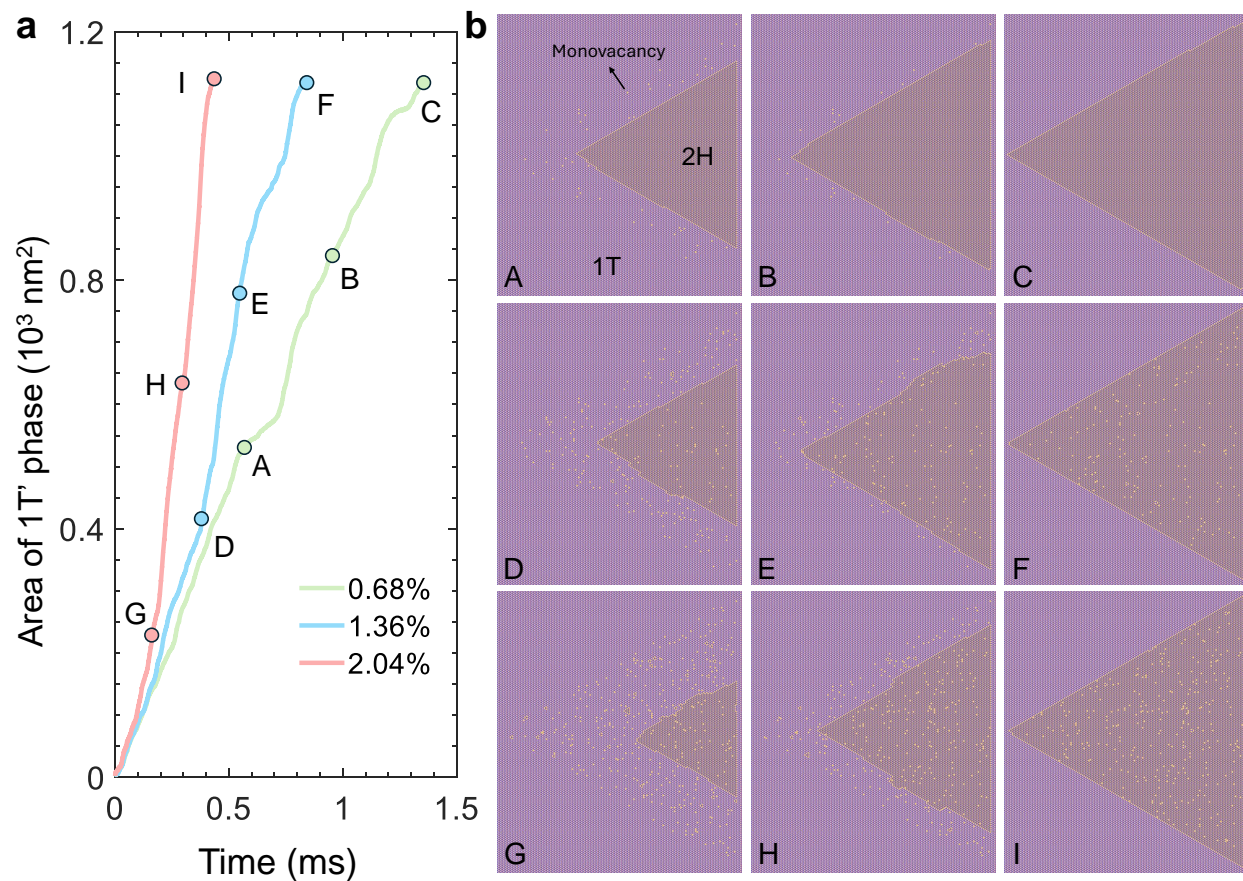 a
Area of 1T' phase (10³ nm²)
1.2
0.8
0.4
0
0
0.5
1
1.5
Time (ms)
I
F
C
B
E
H
A
D
G
0.68%
1.36%
2.04%
b
Monovacancy
2H
1T
A
B
C
D
E
F
G
H
I